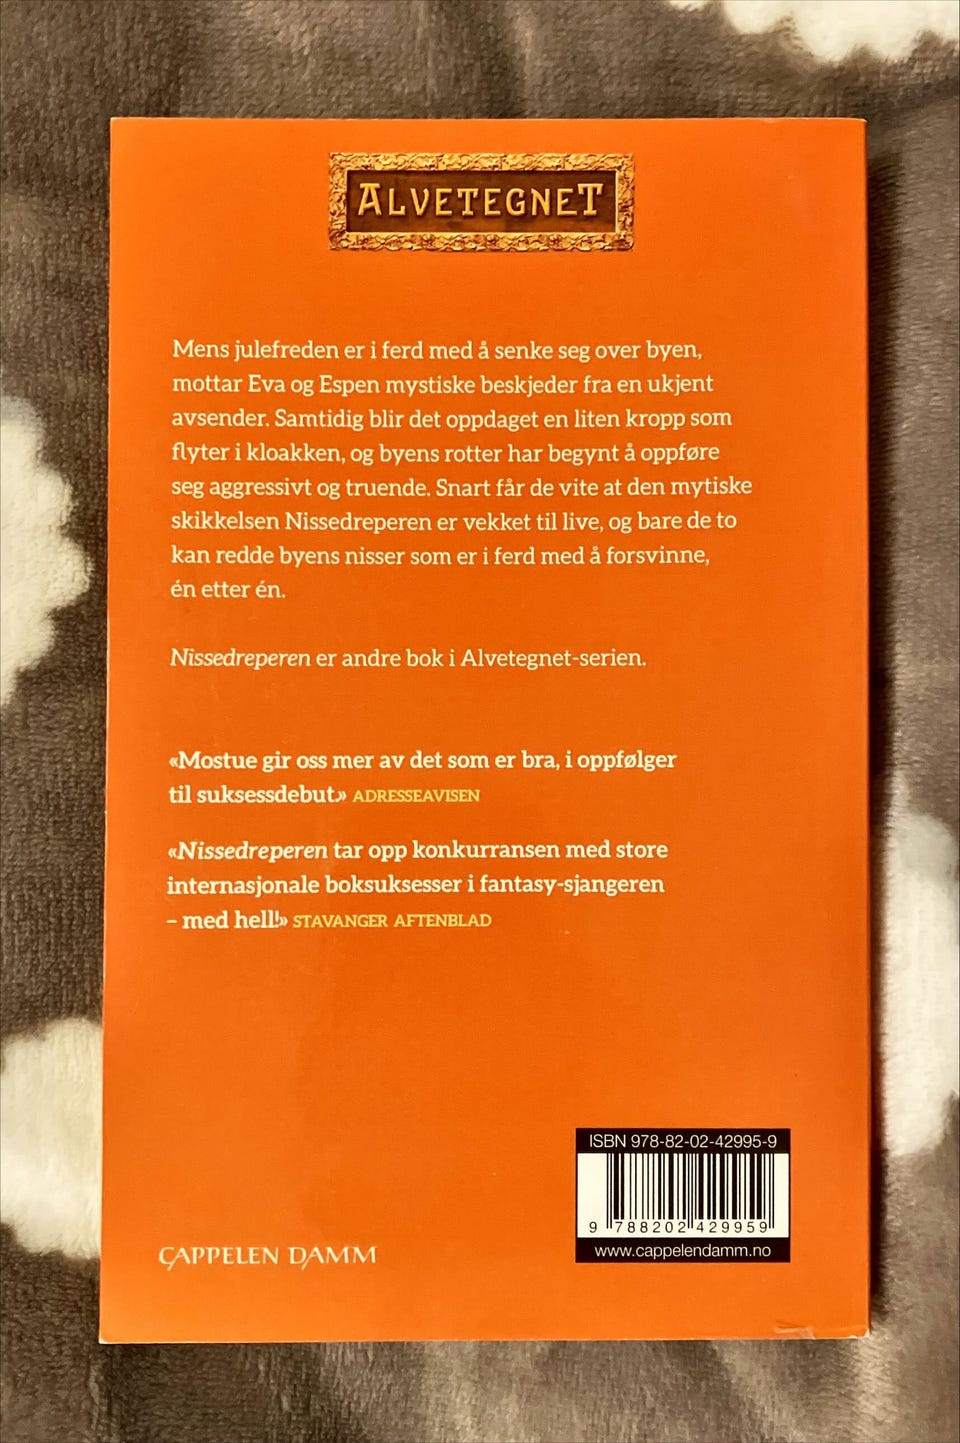 ALVETEGNET
Mens julefreden er i ferd med å senke seg over byen,
mottar Eva og Espen mystiske beskjeder fra en ukjent
avsender. Samtidig blir det oppdaget en liten kropp som
flyter i kloakken, og byens rotter har begynt å oppføre
seg aggressivt og truende. Snart får de vite at den mytiske
skikkelsen Nissedreperen er vekket til live, og bare de to
kan redde byens nisser som er i ferd med å forsvinne,
én etter én.
Nissedreperen er andre bok i Alvetegnet-serien.
«Mostue gir oss mer av det som er bra, i oppfølger
til suksessdebut.» ADRESSEAVISEN
«Nissedreperen tar opp konkurransen med store
internasjonale boksuksesser i fantasy-sjangeren
– med hell!» STAVANGER AFTENBLAD
ISBN 978-82-02-42995-9
9 788202 429959
www.cappelendamm.no
CAPPELEN DAMM